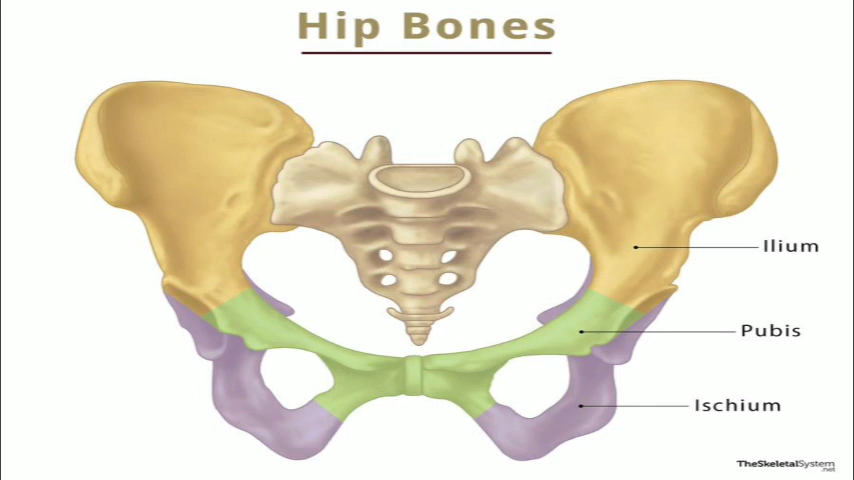 Hip Bones
Ilium
Pubis
Ischium
TheSkeletalSystem
.net